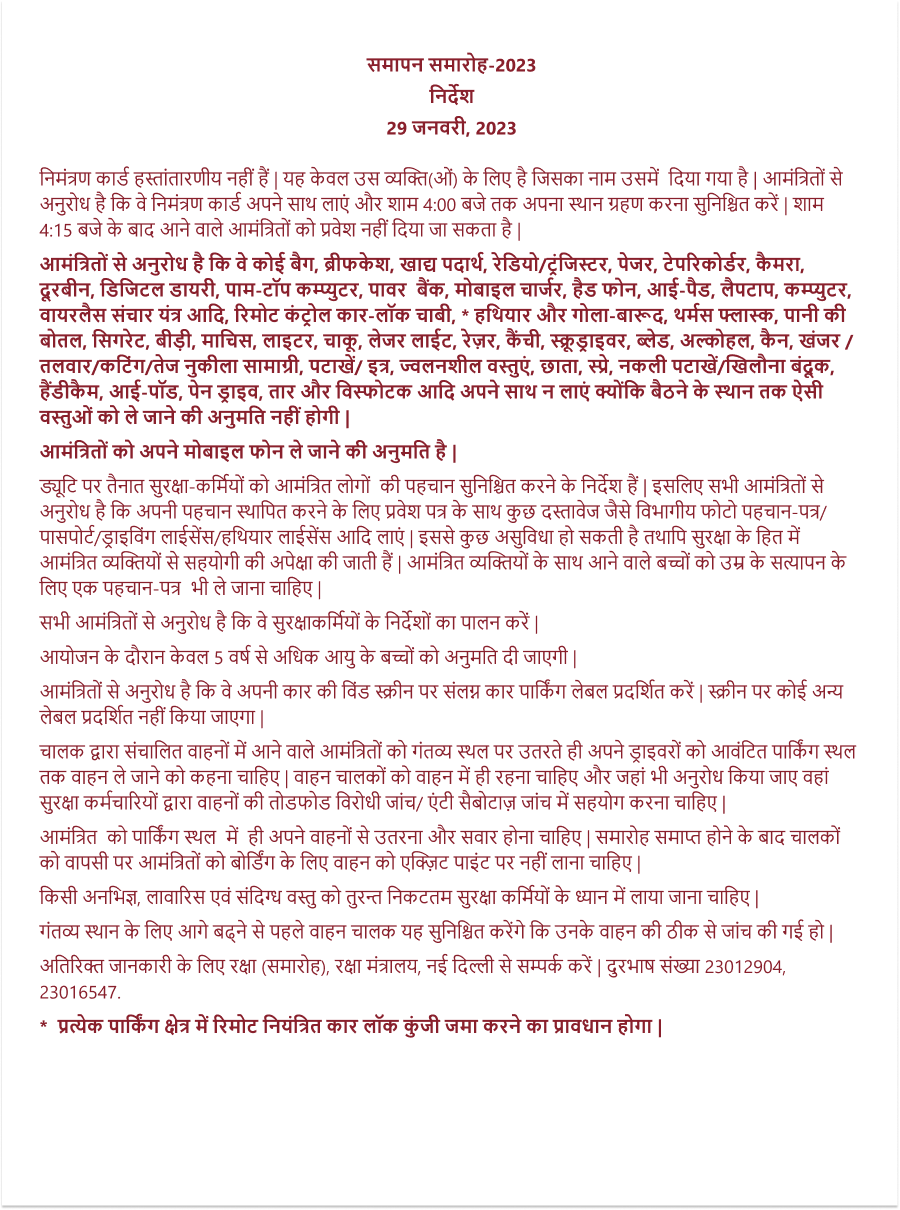 समापन समारोह-2023
निर्देश
29 जनवरी, 2023
निमंत्रण कार्ड हस्तांतारणीय नहीं हैं | यह केवल उस व्यक्ति(ओं) के लिए है जिसका नाम उसमें दिया गया है | आमंत्रितों से
अनुरोध है कि वे निमंत्रण कार्ड अपने साथ लाएं और शाम 4:00 बजे तक अपना स्थान ग्रहण करना सुनिश्चित करें | शाम
4:15 बजे के बाद आने वाले आमंत्रितों को प्रवेश नहीं दिया जा सकता है |
आमंत्रितों से अनुरोध है कि वे कोई बैग, ब्रीफकेश, खाद्य पदार्थ, रेडियो/ट्रंजिस्टर, पेजर, टेपरिकोर्डर, कैमरा,
दूरबीन, डिजिटल डायरी, पाम-टॉप कम्प्युटर, पावर बैंक, मोबाइल चार्जर, हैड फोन, आई-पैड, लैपटाप, कम्प्युटर,
वायरलैस संचार यंत्र आदि, रिमोट कंट्रोल कार-लॉक चाबी, * हथियार और गोला-बारूद, थर्मस फ्लास्क, पानी की
बोतल, सिगरेट, बीड़ी, माचिस, लाइटर, चाकू, लेजर लाईट, रेज़र, कैंची, स्क्रूड्राइवर, ब्लेड, अल्कोहल, कैन, खंजर /
तलवार/कटिंग/तेज नुकीला सामाग्री, पटाखें/ इत्र, ज्वलनशील वस्तुएं, छाता, स्प्रे, नकली पटाखें/खिलौना बंदूक,
हैंडीकैम, आई-पॉड, पेन ड्राइव, तार और विस्फोटक आदि अपने साथ न लाएं क्योंकि बैठने के स्थान तक ऐसी
वस्तुओं को ले जाने की अनुमति नहीं होगी |
आमंत्रितों को अपने मोबाइल फोन ले जाने की अनुमति है |
ड्यूटि पर तैनात सुरक्षा-कर्मियों को आमंत्रित लोगों की पहचान सुनिश्चित करने के निर्देश हैं | इसलिए सभी आमंत्रितों से
अनुरोध है कि अपनी पहचान स्थापित करने के लिए प्रवेश पत्र के साथ कुछ दस्तावेज जैसे विभागीय फोटो पहचान-पत्र/
पासपोर्ट/ड्राइविंग लाईसेंस/हथियार लाईसेंस आदि लाएं | इससे कुछ असुविधा हो सकती है तथापि सुरक्षा के हित में
आमंत्रित व्यक्तियों से सहयोगी की अपेक्षा की जाती हैं | आमंत्रित व्यक्तियों के साथ आने वाले बच्चों को उम्र के सत्यापन के
लिए एक पहचान-पत्र भी ले जाना चाहिए |
सभी आमंत्रितों से अनुरोध है कि वे सुरक्षाकर्मियों के निर्देशों का पालन करें |
आयोजन के दौरान केवल 5 वर्ष से अधिक आयु के बच्चों को अनुमति दी जाएगी |
आमंत्रितों से अनुरोध है कि वे अपनी कार की विंड स्क्रीन पर संलग्न कार पार्किंग लेबल प्रदर्शित करें | स्क्रीन पर कोई अन्य
लेबल प्रदर्शित नहीं किया जाएगा |
चालक द्वारा संचालित वाहनों में आने वाले आमंत्रितों को गंतव्य स्थल पर उतरते ही अपने ड्राइवरों को आवंटित पार्किंग स्थल
तक वाहन ले जाने को कहना चाहिए | वाहन चालकों को वाहन में ही रहना चाहिए और जहां भी अनुरोध किया जाए वहां
सुरक्षा कर्मचारियों द्वारा वाहनों की तोडफोड विरोधी जांच/ एंटी सैबोटाज़ जांच में सहयोग करना चाहिए |
आमंत्रित को पार्किंग स्थल में ही अपने वाहनों से उतरना और सवार होना चाहिए | समारोह समाप्त होने के बाद चालकों
को वापसी पर आमंत्रितों को बोर्डिंग के लिए वाहन को एक्ज़िट पाइंट पर नहीं लाना चाहिए |
किसी अनभिज्ञ, लावारिस एवं संदिग्ध वस्तु को तुरन्त निकटतम सुरक्षा कर्मियों के ध्यान में लाया जाना चाहिए |
गंतव्य स्थान के लिए आगे बढ्ने से पहले वाहन चालक यह सुनिश्चित करेंगे कि उनके वाहन की ठीक से जांच की गई हो |
अतिरिक्त जानकारी के लिए रक्षा (समारोह), रक्षा मंत्रालय, नई दिल्ली से सम्पर्क करें | दुरभाष संख्या 23012904,
23016547.
* प्रत्येक पार्किंग क्षेत्र में रिमोट नियंत्रित कार लॉक कुंजी जमा करने का प्रावधान होगा |